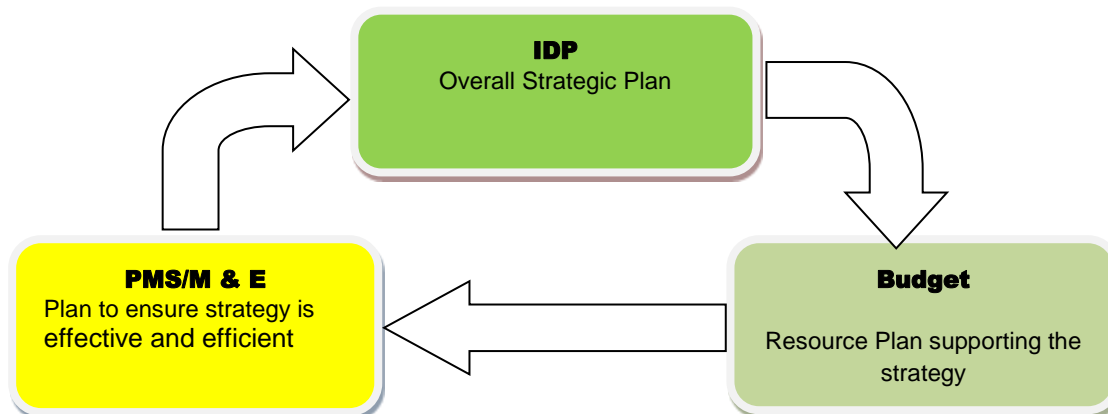 IDP
Overall Strategic Plan
PMS/M & E
Plan to ensure strategy is
effective and efficient
Budget
Resource Plan supporting the
strategy